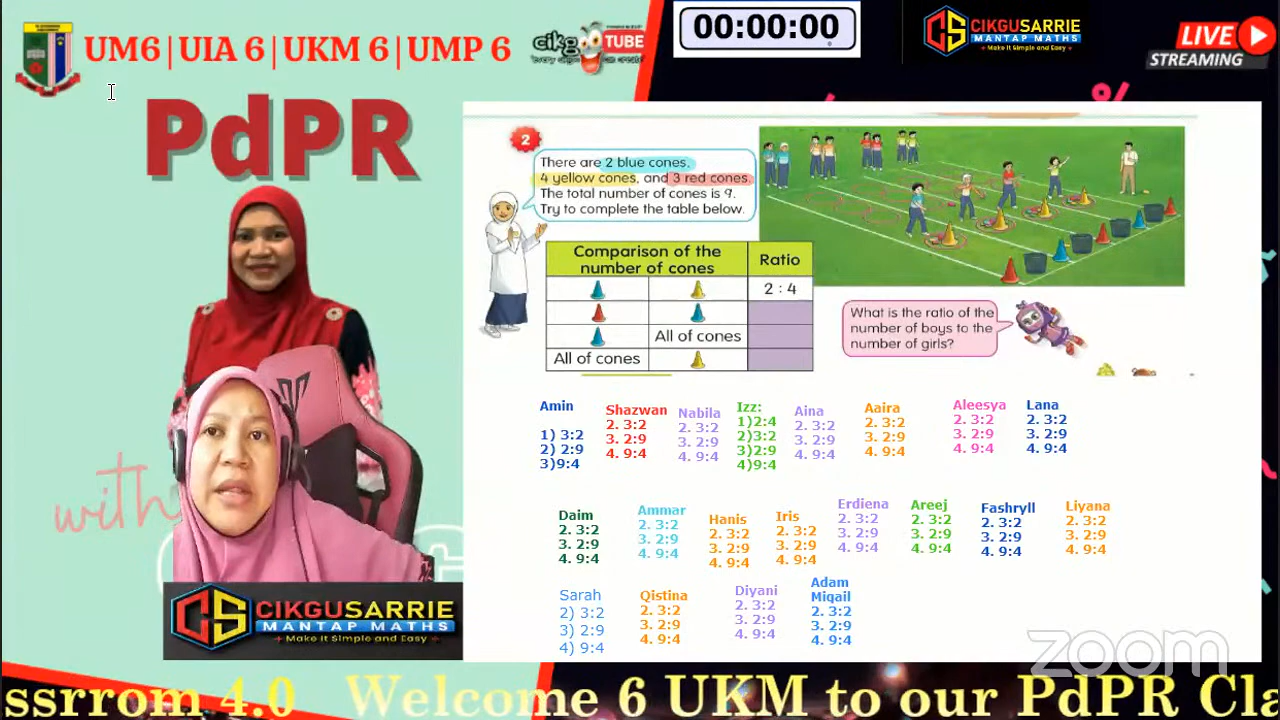 UM6|UIA 6|UKM 6|UMP 6
cikgooTUBE
00:00:00
CIKGUSARRIE
MANTAP MATHS
Make It Simple and Easy
LIVE
STREAMING
PdPR
%
2
There are 2 blue cones,
4 yellow cones, and 3 red cones.
The total number of cones is 9.
Try to complete the table below.
Comparison of the
number of cones
Ratio
2 : 4
All of cones
All of cones
What is the ratio of the
number of boys to the
number of girls?
Amin
1) 3:2
2) 2:9
3)9:4
Shazwan
2. 3:2
3. 2:9
4. 9:4
Nabila
2. 3:2
3. 2:9
4. 9:4
Izz:
1)2:4
2)3:2
3)2:9
4)9:4
Aina
2. 3:2
3. 2:9
4. 9:4
Aaira
2. 3:2
3. 2:9
4. 9:4
Aleesya
2. 3:2
3. 2:9
4. 9:4
Lana
2. 3:2
3. 2:9
4. 9:4
Daim
2. 3:2
3. 2:9
4. 9:4
Ammar
2. 3:2
3. 2:9
4. 9:4
Hanis
2. 3:2
3. 2:9
4. 9:4
Iris
2. 3:2
3. 2:9
4. 9:4
Erdiena
2. 3:2
3. 2:9
4. 9:4
Areej
2. 3:2
3. 2:9
4. 9:4
Fashryll
2. 3:2
3. 2:9
4. 9:4
Liyana
2. 3:2
3. 2:9
4. 9:4
Sarah
2) 3:2
3) 2:9
4) 9:4
Qistina
2. 3:2
3. 2:9
4. 9:4
Diyani
2. 3:2
3. 2:9
4. 9:4
Adam
Miqail
2. 3:2
3. 2:9
4. 9:4
with
CIKGUSARRIE
MANTAP MATHS
Make It Simple and Easy
zoom
ssrrom 4.0 Welcome 6 UKM to our PdPR Cla